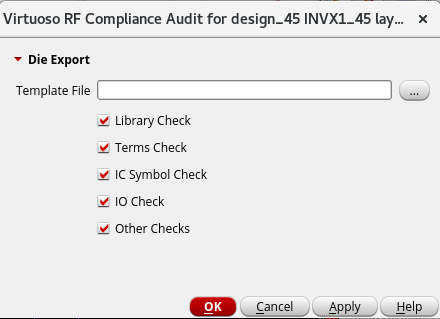 Virtuoso RF Compliance Audit for design_45 INVX1_45 lay...
Die Export
Template File
...
Library Check
Terms Check
IC Symbol Check
IO Check
Other Checks
OK Cancel Apply Help